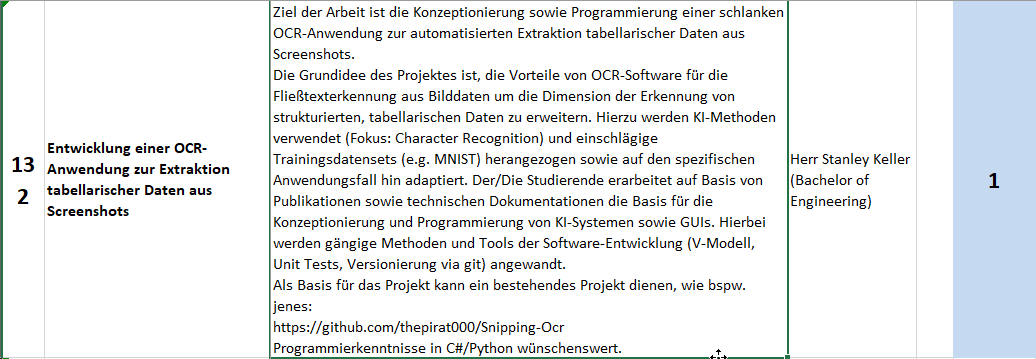 13
2
Entwicklung einer OCR-
Anwendung zur Extraktion
tabellarischer Daten aus
Screenshots
Ziel der Arbeit ist die Konzeptionierung sowie Programmierung einer schlanken
OCR-Anwendung zur automatisierten Extraktion tabellarischer Daten aus
Screenshots.
Die Grundidee des Projektes ist, die Vorteile von OCR-Software für die
Fließtexterkennung aus Bilddaten um die Dimension der Erkennung von
strukturierten, tabellarischen Daten zu erweitern. Hierzu werden KI-Methoden
verwendet (Fokus: Character Recognition) und einschlägige
Trainingsdatensets (e.g. MNIST) herangezogen sowie auf den spezifischen
Anwendungsfall hin adaptiert. Der/Die Studierende erarbeitet auf Basis von
Publikationen sowie technischen Dokumentationen die Basis für die
Konzeptionierung und Programmierung von KI-Systemen sowie GUIs. Hierbei
werden gängige Methoden und Tools der Software-Entwicklung (V-Modell,
Unit Tests, Versionierung via git) angewandt.
Als Basis für das Projekt kann ein bestehendes Projekt dienen, wie bspw.
jenes:
https://github.com/thepirat000/Snipping-Ocr
Programmierkenntnisse in C#/Python wünschenswert.
Herr Stanley Keller
(Bachelor of
Engineering)
1